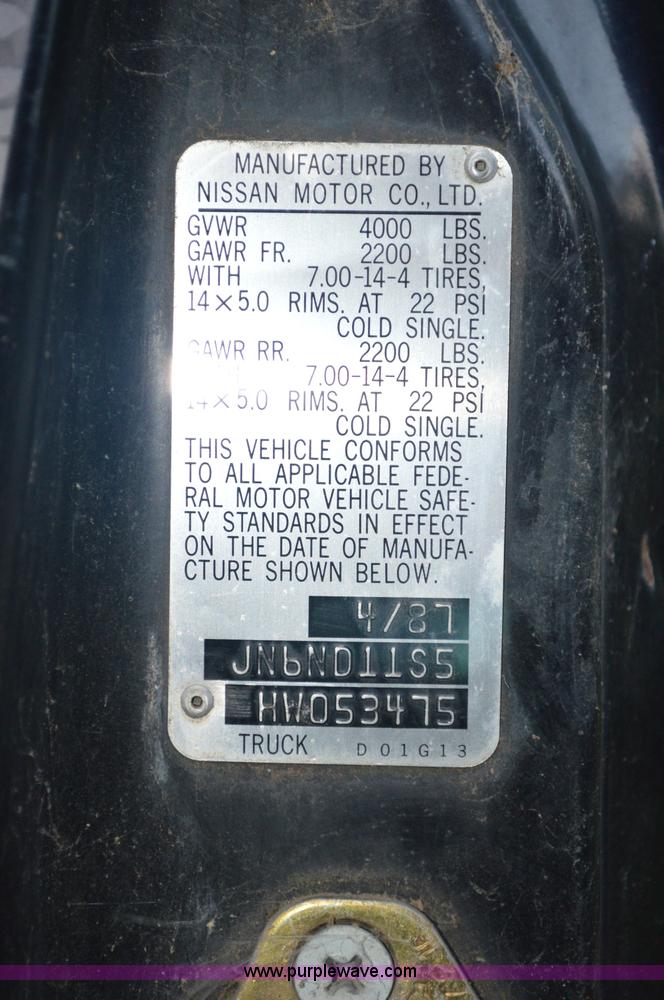 MANUFACTURED BY
NISSAN MOTOR CO., LTD.
GVWR 4000 LBS.
GAWR FR. 2200 LBS.
WITH 7.00-14-4 TIRES,
14×5.0 RIMS. AT 22 PSI
COLD SINGLE.
GAWR RR. 2200 LBS.
7.00-14-4 TIRES,
14×5.0 RIMS. AT 22 PSI
COLD SINGLE.
THIS VEHICLE CONFORMS
TO ALL APPLICABLE FEDE-
RAL MOTOR VEHICLE SAFE-
TY STANDARDS IN EFFECT
ON THE DATE OF MANUFA-
CTURE SHOWN BELOW.
4/87
JN6ND11S5
HW053475
TRUCK D01G13
www.purplewave.com